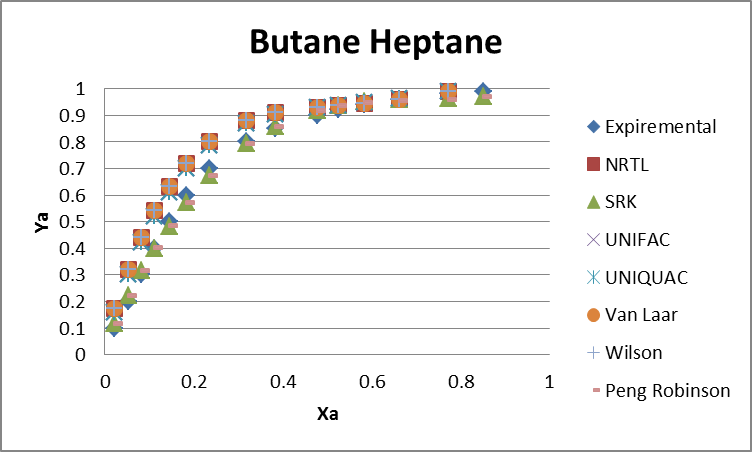 Butane Heptane
Ya
1
0.9
0.8
0.7
0.6
0.5
0.4
0.3
0.2
0.1
0
0 0.2 0.4 0.6 0.8 1
Xa
Expiremental
NRTL
SRK
UNIFAC
UNIQUAC
Van Laar
Wilson
Peng Robinson